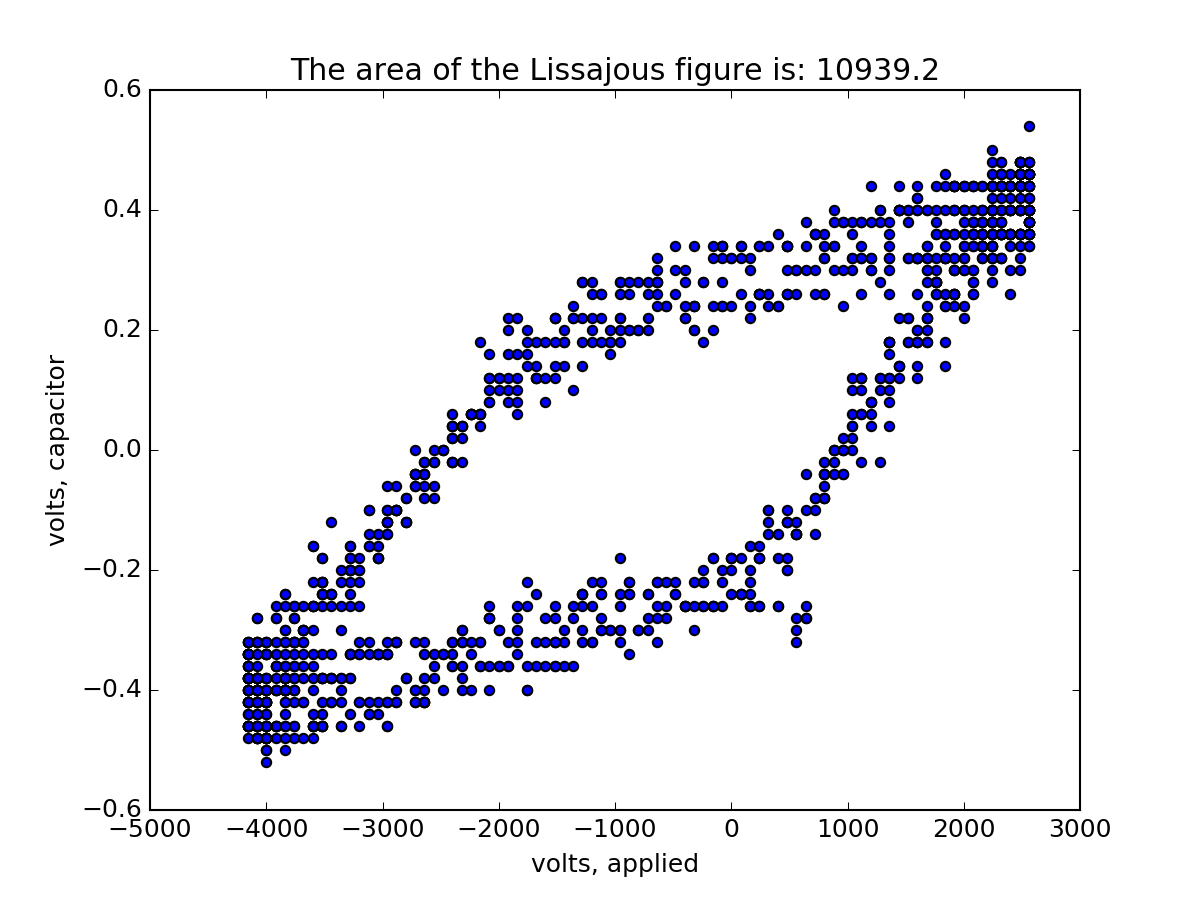 The area of the Lissajous figure is: 10939.2
0.6
0.4
0.2
0.0
−0.2
−0.4
−0.6
volts, capacitor
−5000 −4000 −3000 −2000 −1000 0 1000 2000 3000
volts, applied